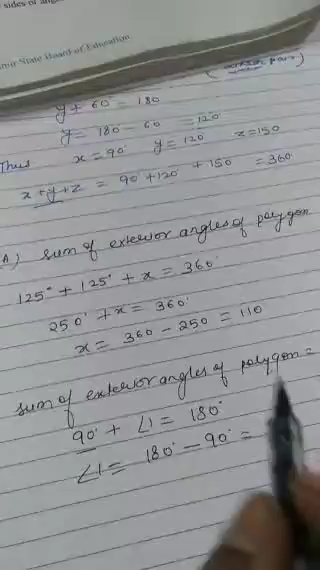 sides of
State Board of Education
y + 60 = 180
y = 180 - 60 = 120°
Thus x = 90° y = 120° z = 150
x + y + z = 90 + 120° + 150 = 360°
A) sum of exterior angles of polygon
125° + 125° + x = 360°
250° + x = 360°
x = 360 - 250 = 110
sum of exterior angles of polygon =
90° + ∠1 = 180°
∠1 = 180° - 90° =